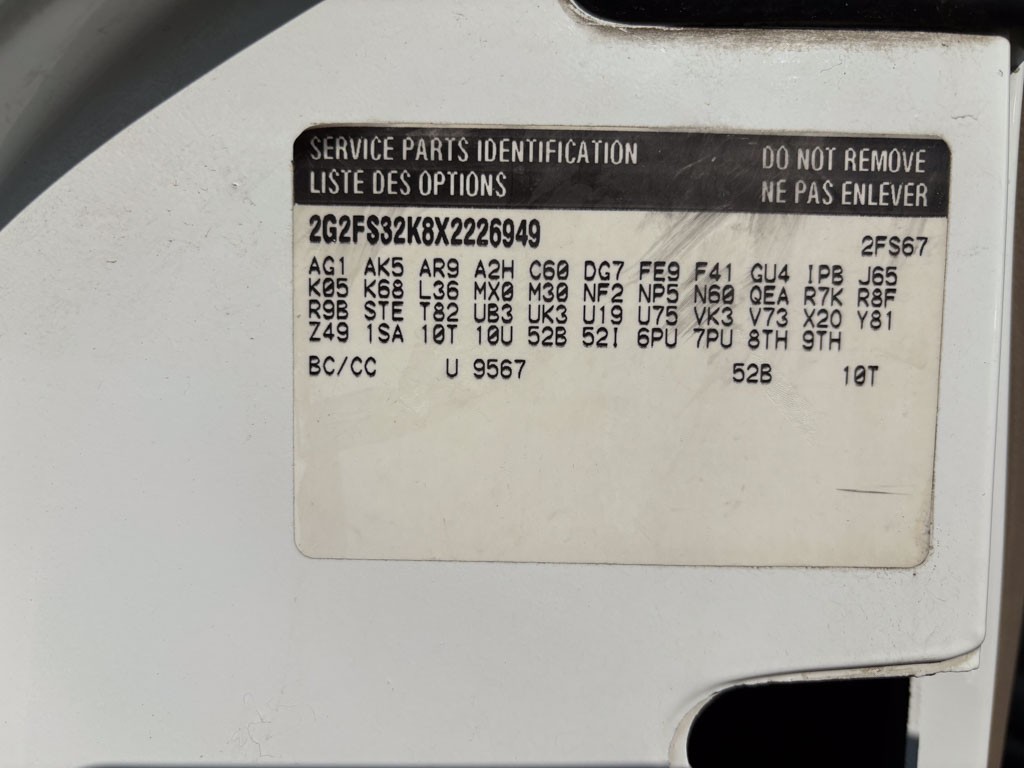 SERVICE PARTS IDENTIFICATION DO NOT REMOVE
LISTE DES OPTIONS NE PAS ENLEVER
2G2FS32K8X2226949 2FS67
AG1 AK5 AR9 A2H C60 DG7 FE9 F41 GU4 IPB J65
K05 K68 L36 MX0 M30 NF2 NP5 N60 QEA R7K R8F
R9B STE T82 UB3 UK3 U19 U75 VK3 V73 X20 Y81
Z49 1SA 10T 10U 52B 52I 6PU 7PU 8TH 9TH
BC/CC U 9567 52B 10T